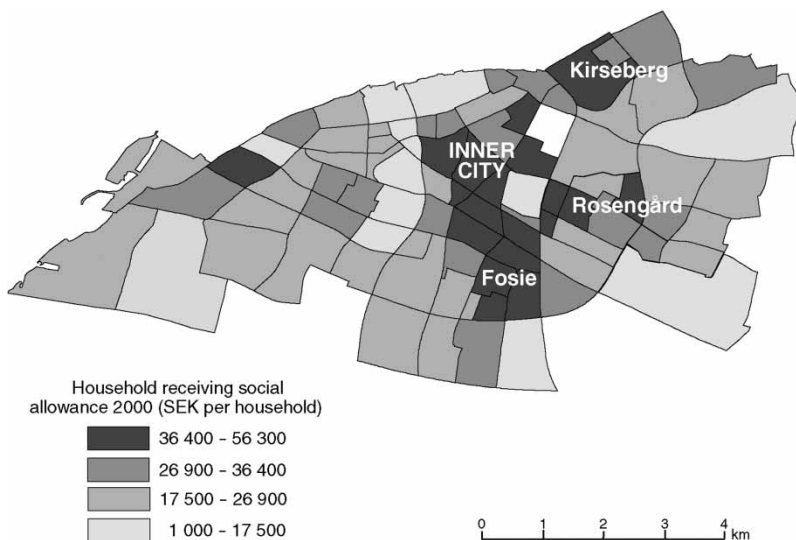 Kirseberg
INNER
CITY
Rosengård
Fosie
Household receiving social
allowance 2000 (SEK per household)
36 400 – 56 300
26 900 – 36 400
17 500 – 26 900
1 000 – 17 500
0 1 2 3 4
km